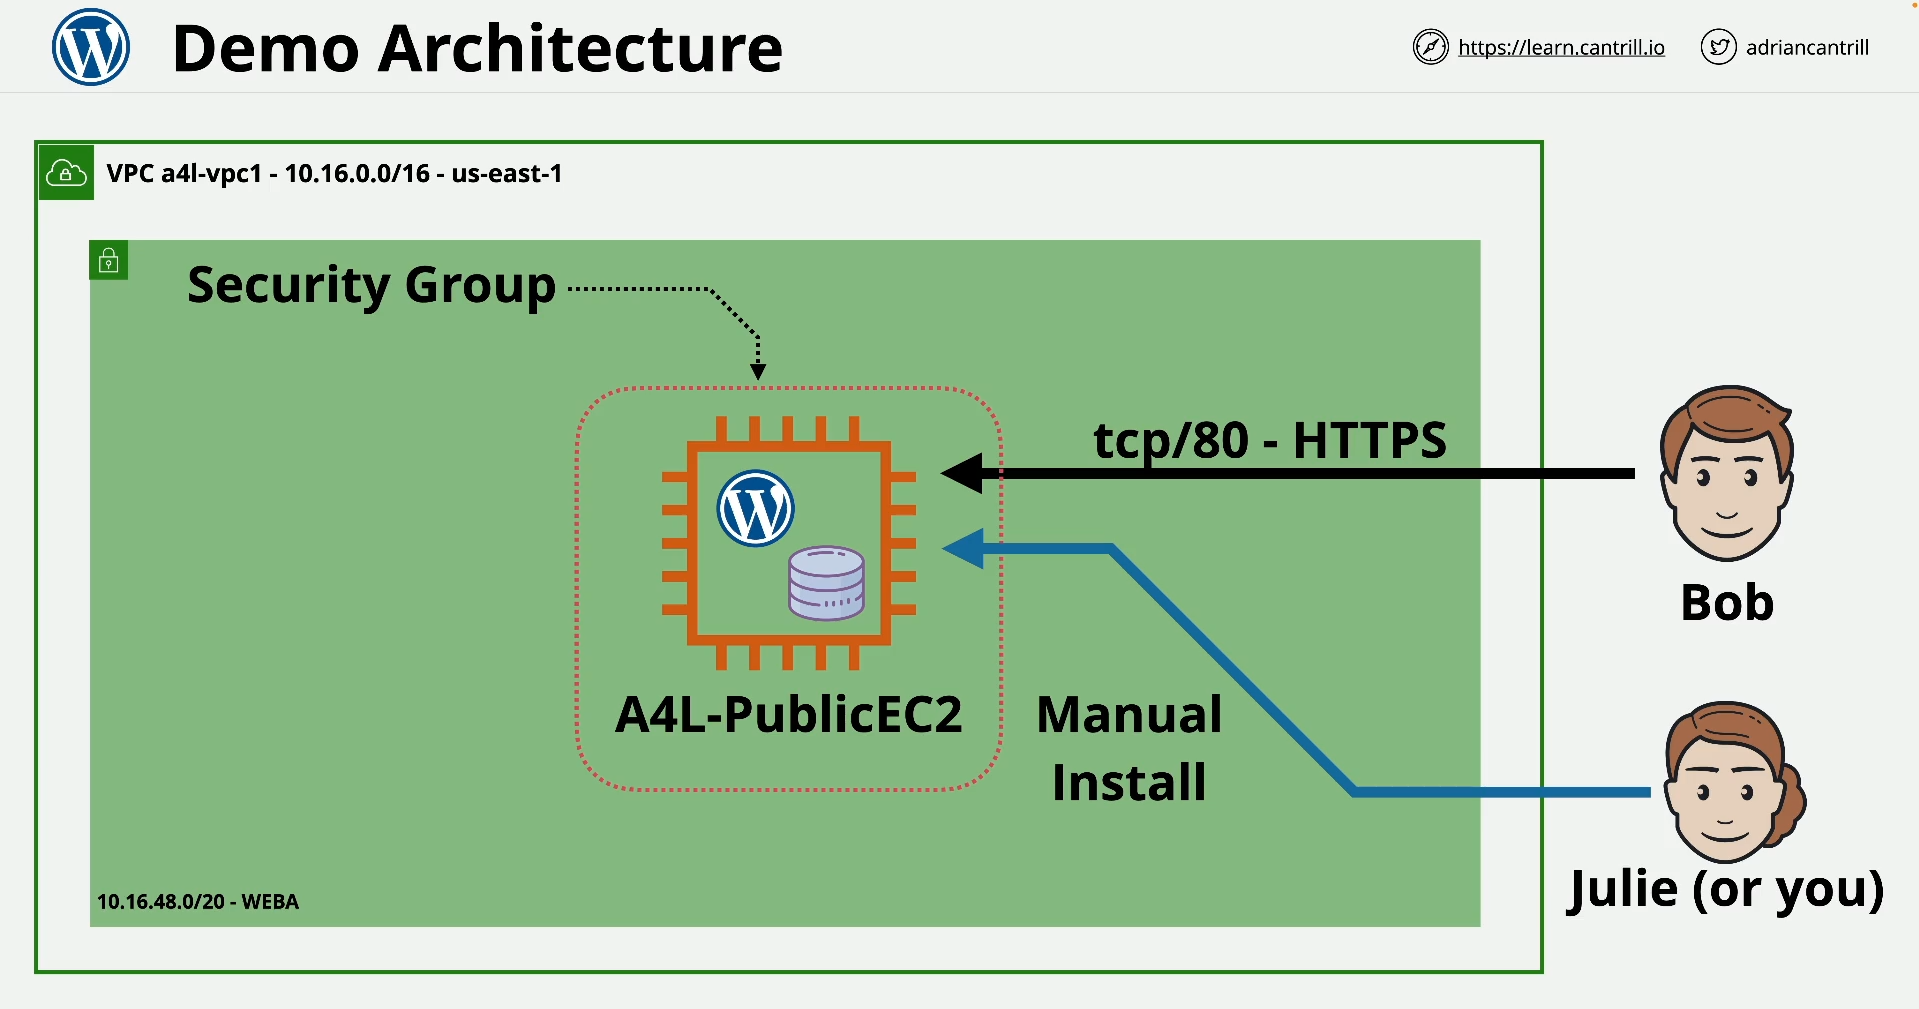 Demo Architecture
https://learn.cantrill.io
adriancantrill
VPC a4l-vpc1 - 10.16.0.0/16 - us-east-1
Security Group
tcp/80 - HTTPS
Bob
A4L-PublicEC2
Manual
Install
Julie (or you)
10.16.48.0/20 - WEBA